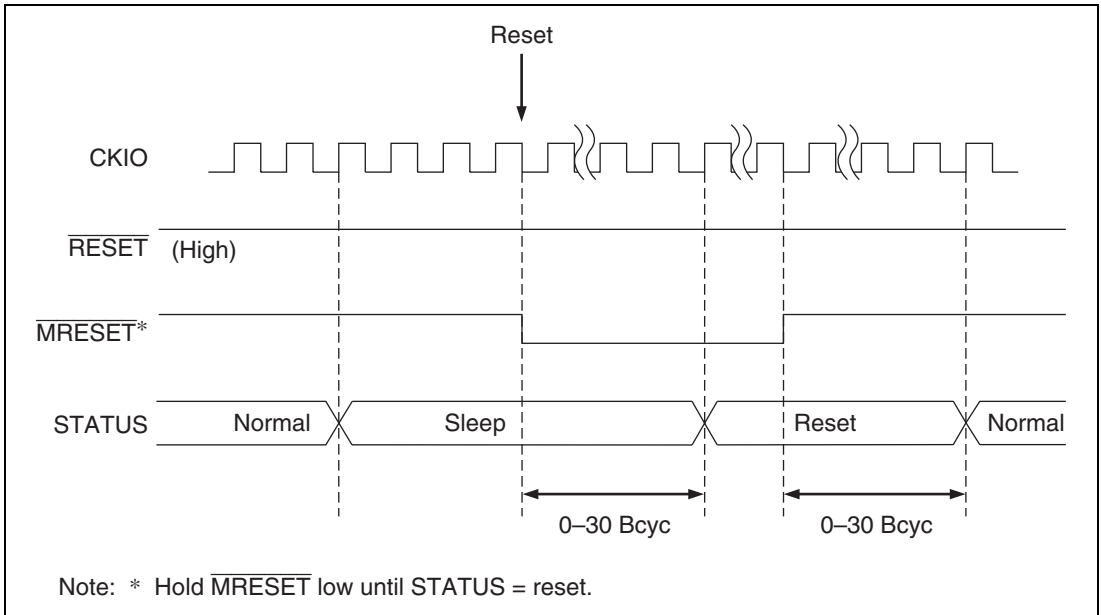 Reset
CKIO
RESET (High)
MRESET*
STATUS Normal Sleep Reset Normal
0–30 Bcyc 0–30 Bcyc
Note: * Hold MRESET low until STATUS = reset.